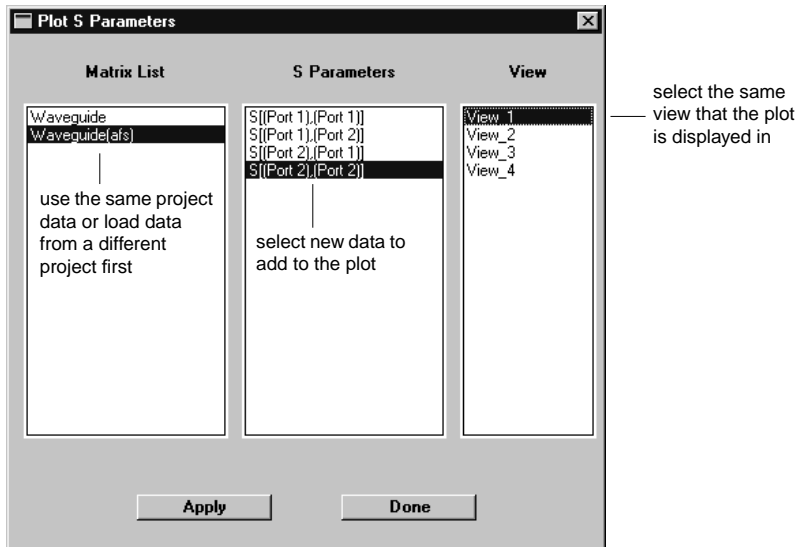 Plot S Parameters
Matrix List
S Parameters
View
Waveguide
Waveguide(afs)
use the same project
data or load data
from a different
project first
S[(Port 1),(Port 1)]
S[(Port 1),(Port 2)]
S[(Port 2),(Port 1)]
S[(Port 2),(Port 2)]
select new data to
add to the plot
View_1
View_2
View_3
View_4
select the same
view that the plot
is displayed in
Apply
Done